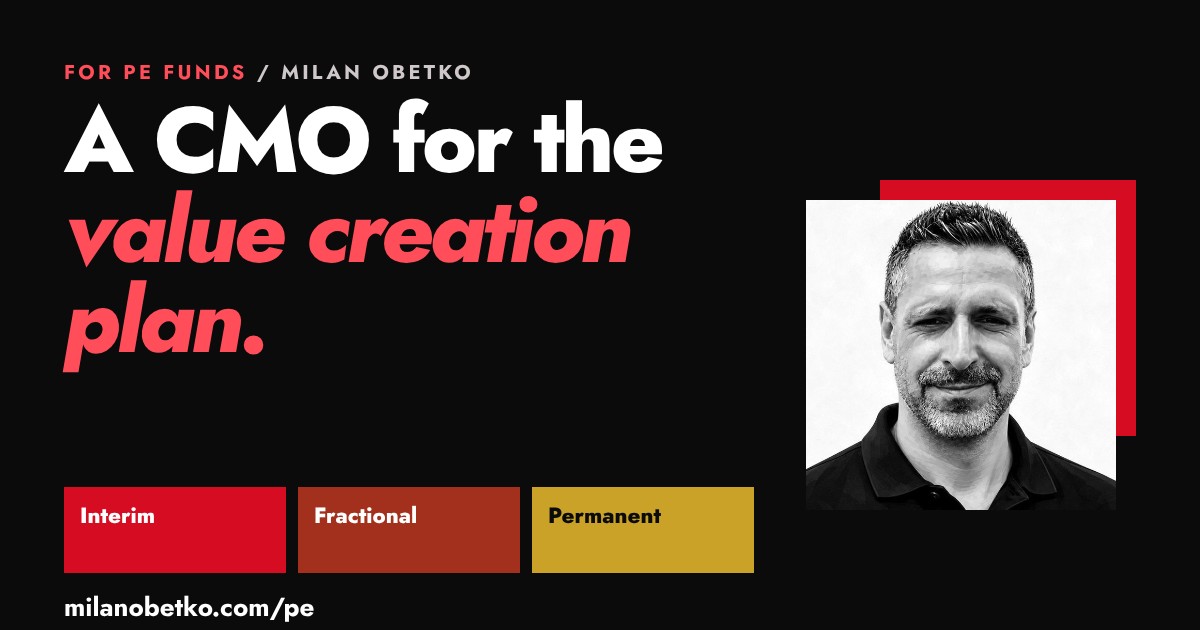 FOR PE FUNDS / MILAN OBETKO
A CMO for the
value creation
plan.
Interim
Fractional
Permanent
milanobetko.com/pe